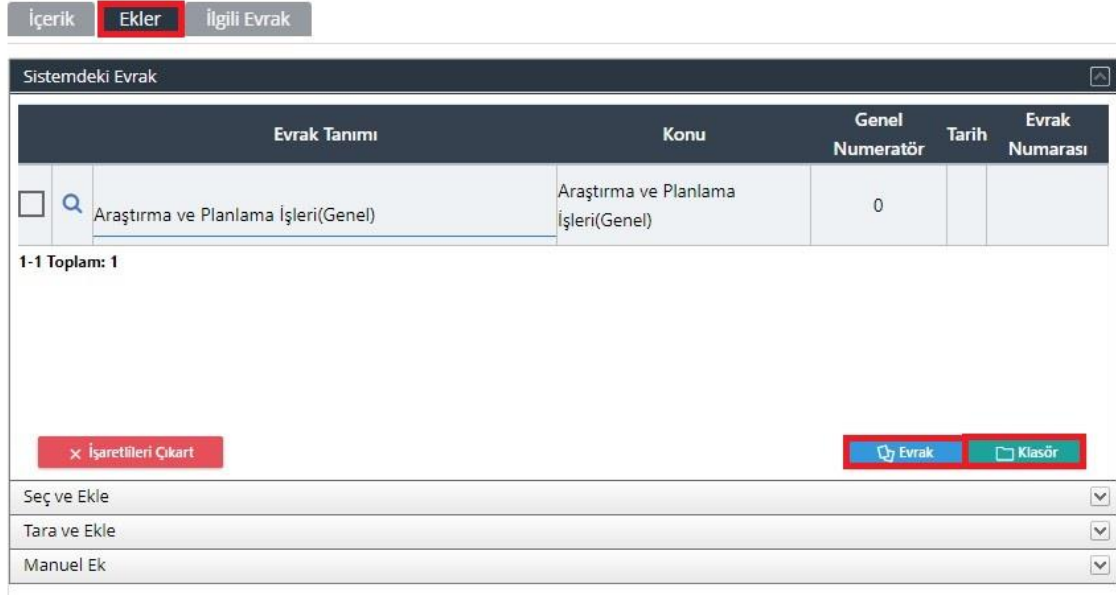 İçerik Ekler İlgili Evrak
Sistemdeki Evrak
Evrak Tanımı Konu Genel Numeratör Tarih Evrak Numarası
Araştırma ve Planlama İşleri(Genel) Araştırma ve Planlama İşleri(Genel) 0
1-1 Toplam: 1
x İşaretlileri Çıkart Evrak Klasör
Seç ve Ekle
Tara ve Ekle
Manuel Ek